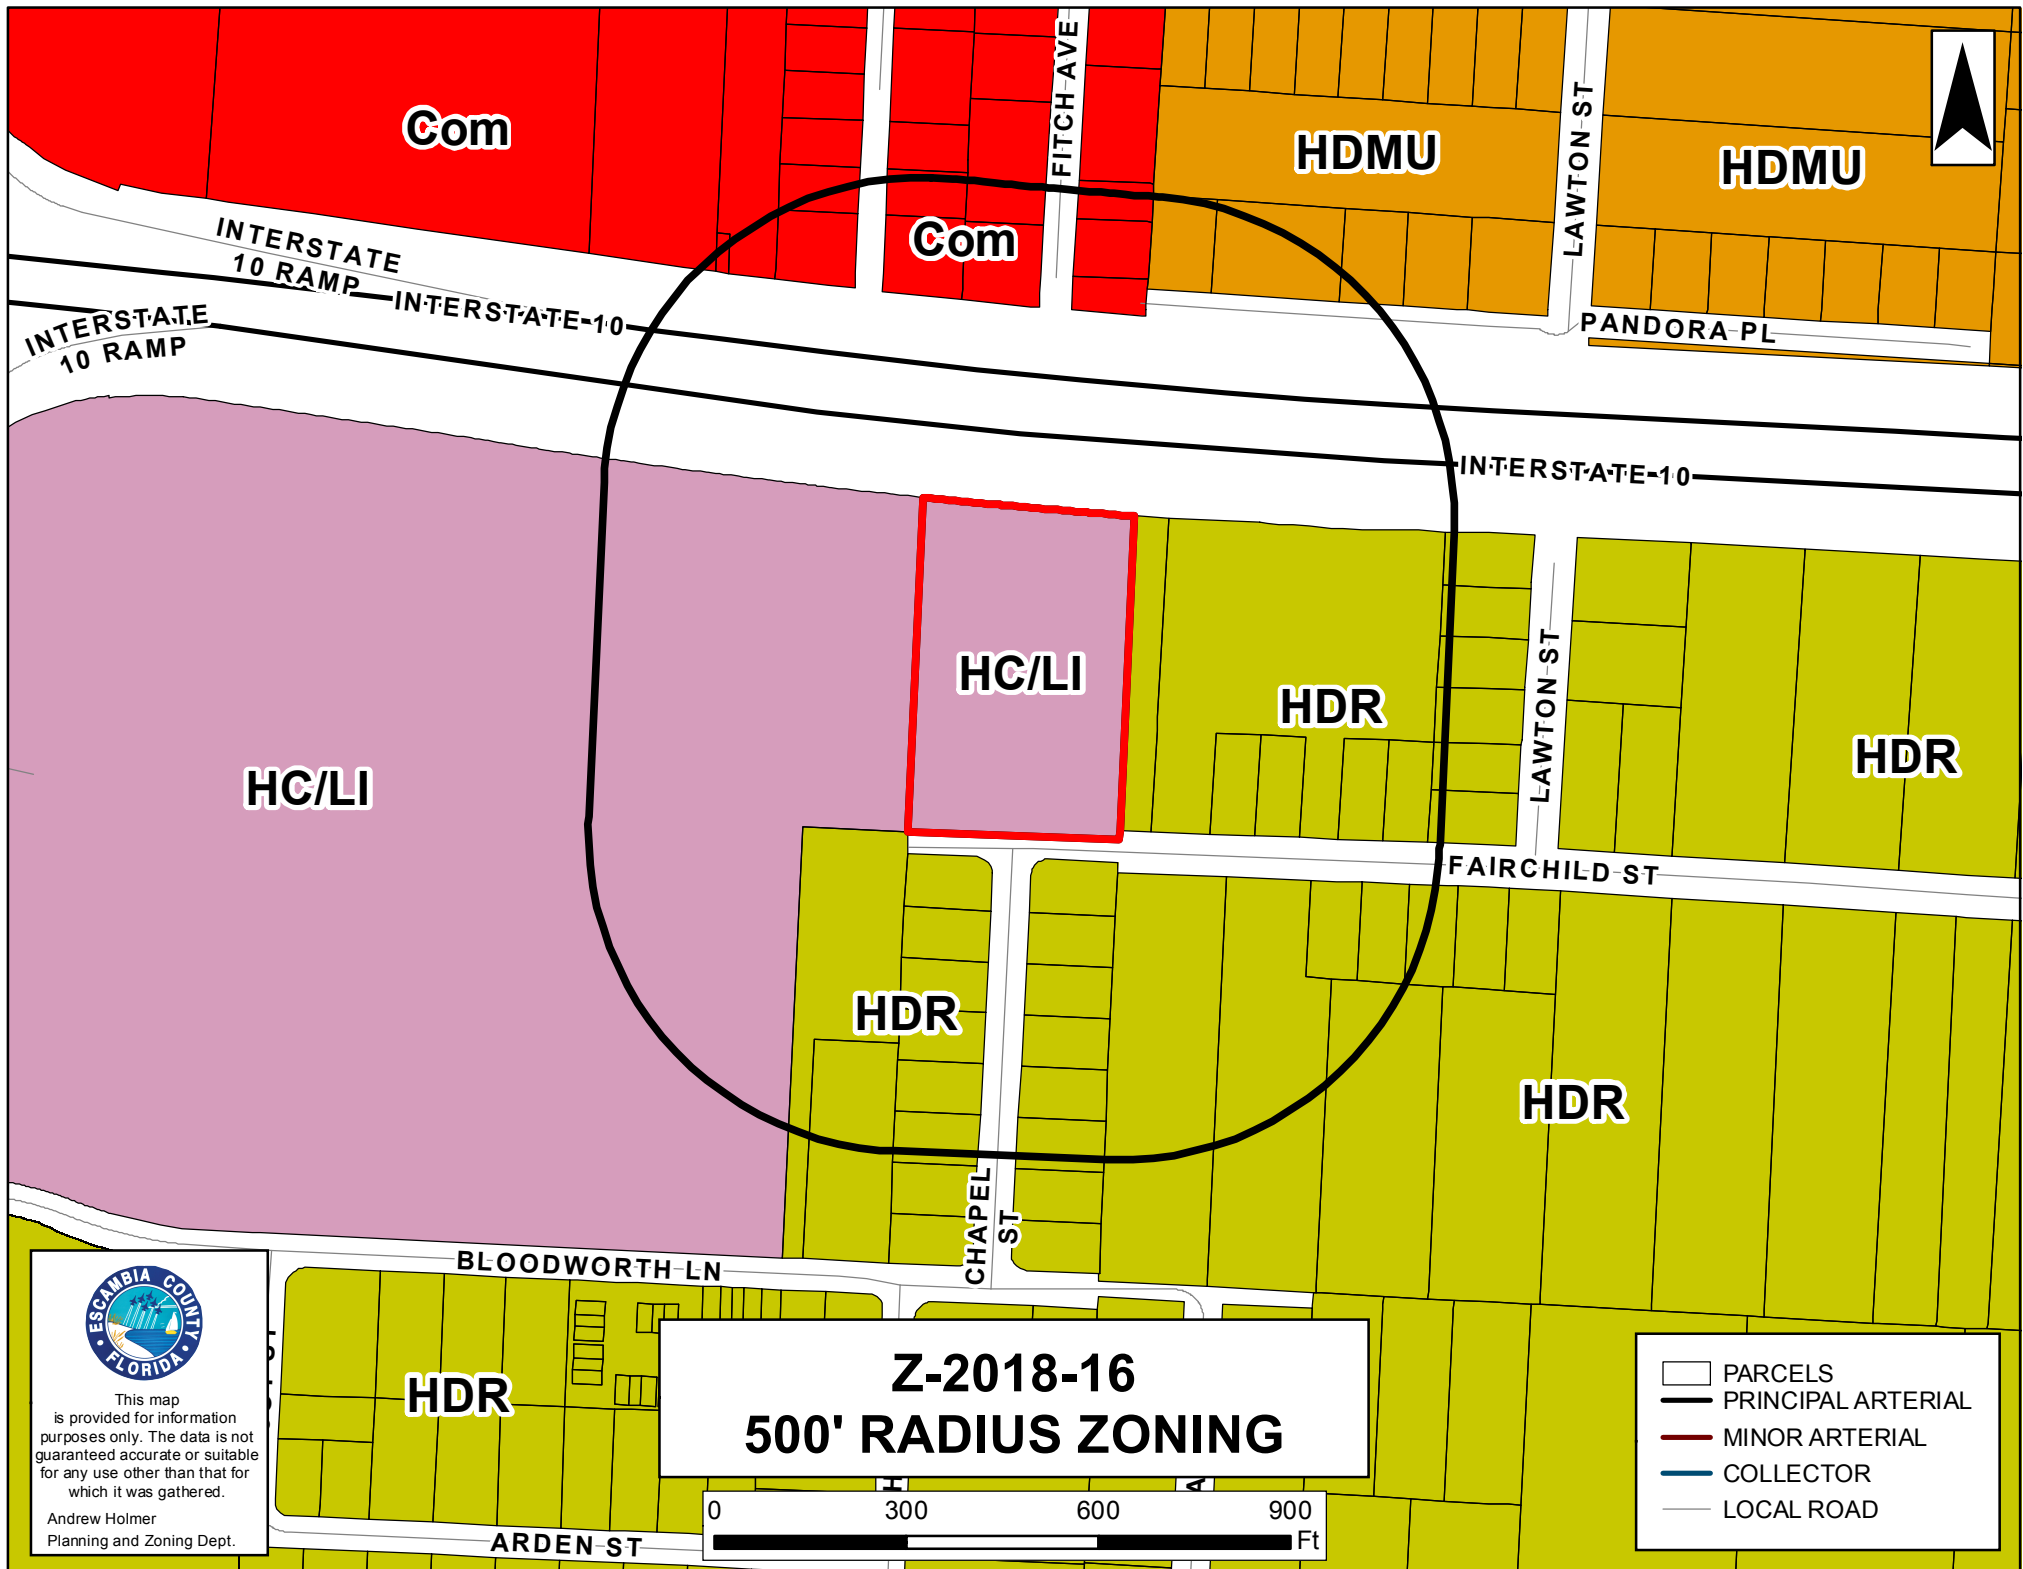 Com
FITCH AVE
HDMU
LAWTON ST
HDMU
Com
INTERSTATE
10 RAMP
INTERSTATE 10
INTERSTATE
10 RAMP
PANDORA PL
INTERSTATE 10
HC/LI
HDR
LAWTON ST
HDR
HC/LI
FAIRCHILD ST
HDR
HDR
CHAPEL
ST
BLOODWORTH LN
ESCAMBIA COUNTY
FLORIDA
This map
is provided for information
purposes only. The data is not
guaranteed accurate or suitable
for any use other than that for
which it was gathered.
Andrew Holmer
Planning and Zoning Dept.
HDR
Z-2018-16
500' RADIUS ZONING
PARCELS
PRINCIPAL ARTERIAL
MINOR ARTERIAL
COLLECTOR
LOCAL ROAD
0 300 600 900
Ft
ARDEN ST